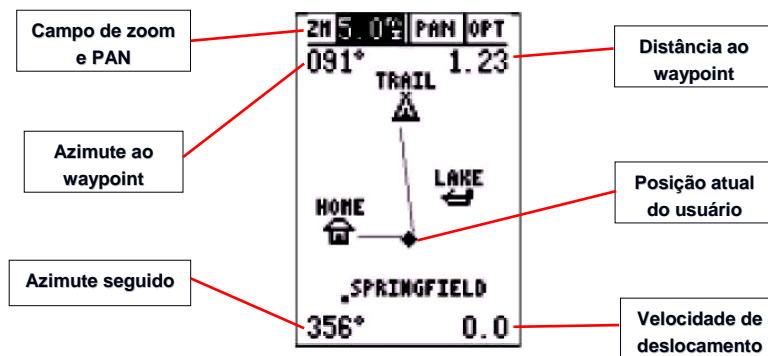 Campo de zoom
e PAN
ZM 5.0 PAN OPT
Distância ao
waypoint
091° 1.23
TRAIL
Azimute ao
waypoint
LAKE
Posição atual
do usuário
HOME
Azimute seguido
SPRINGFIELD
356° 0.0
Velocidade de
deslocamento